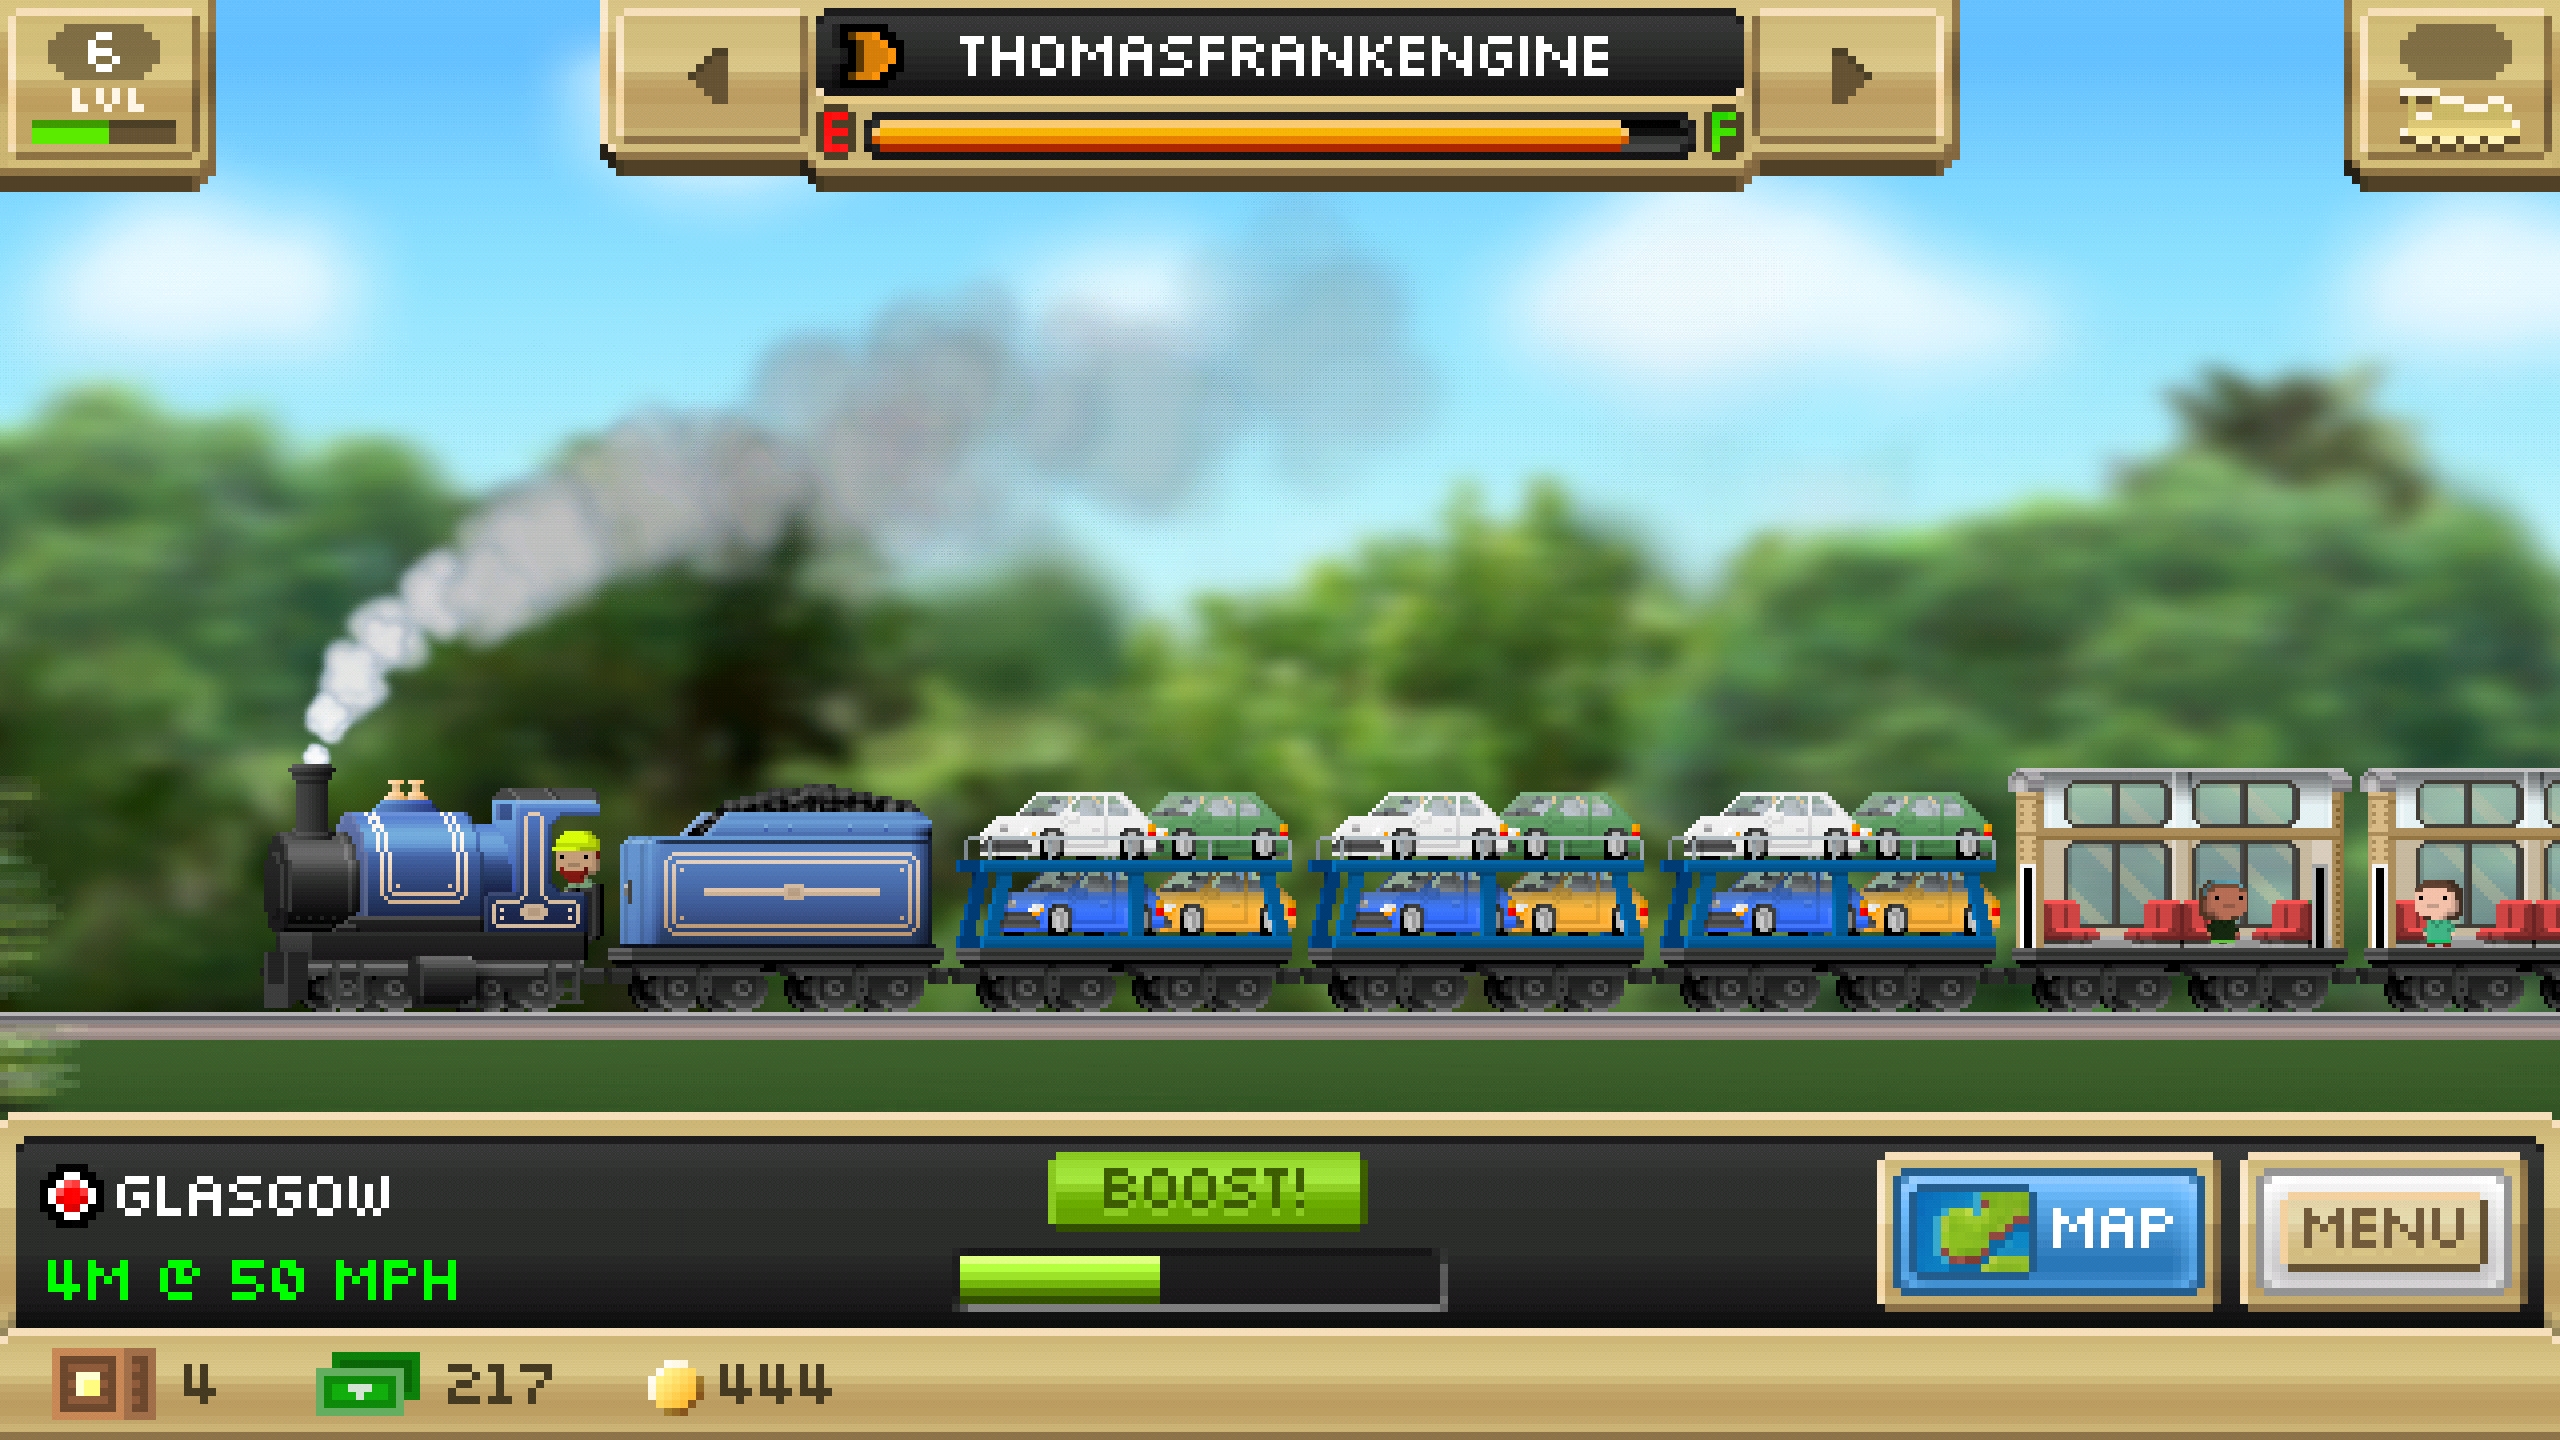 6
LVL
THOMASFRANKENGINE
E F
GLASGOW
4M @ 50 MPH
BOOST!
MAP
MENU
4 217 444